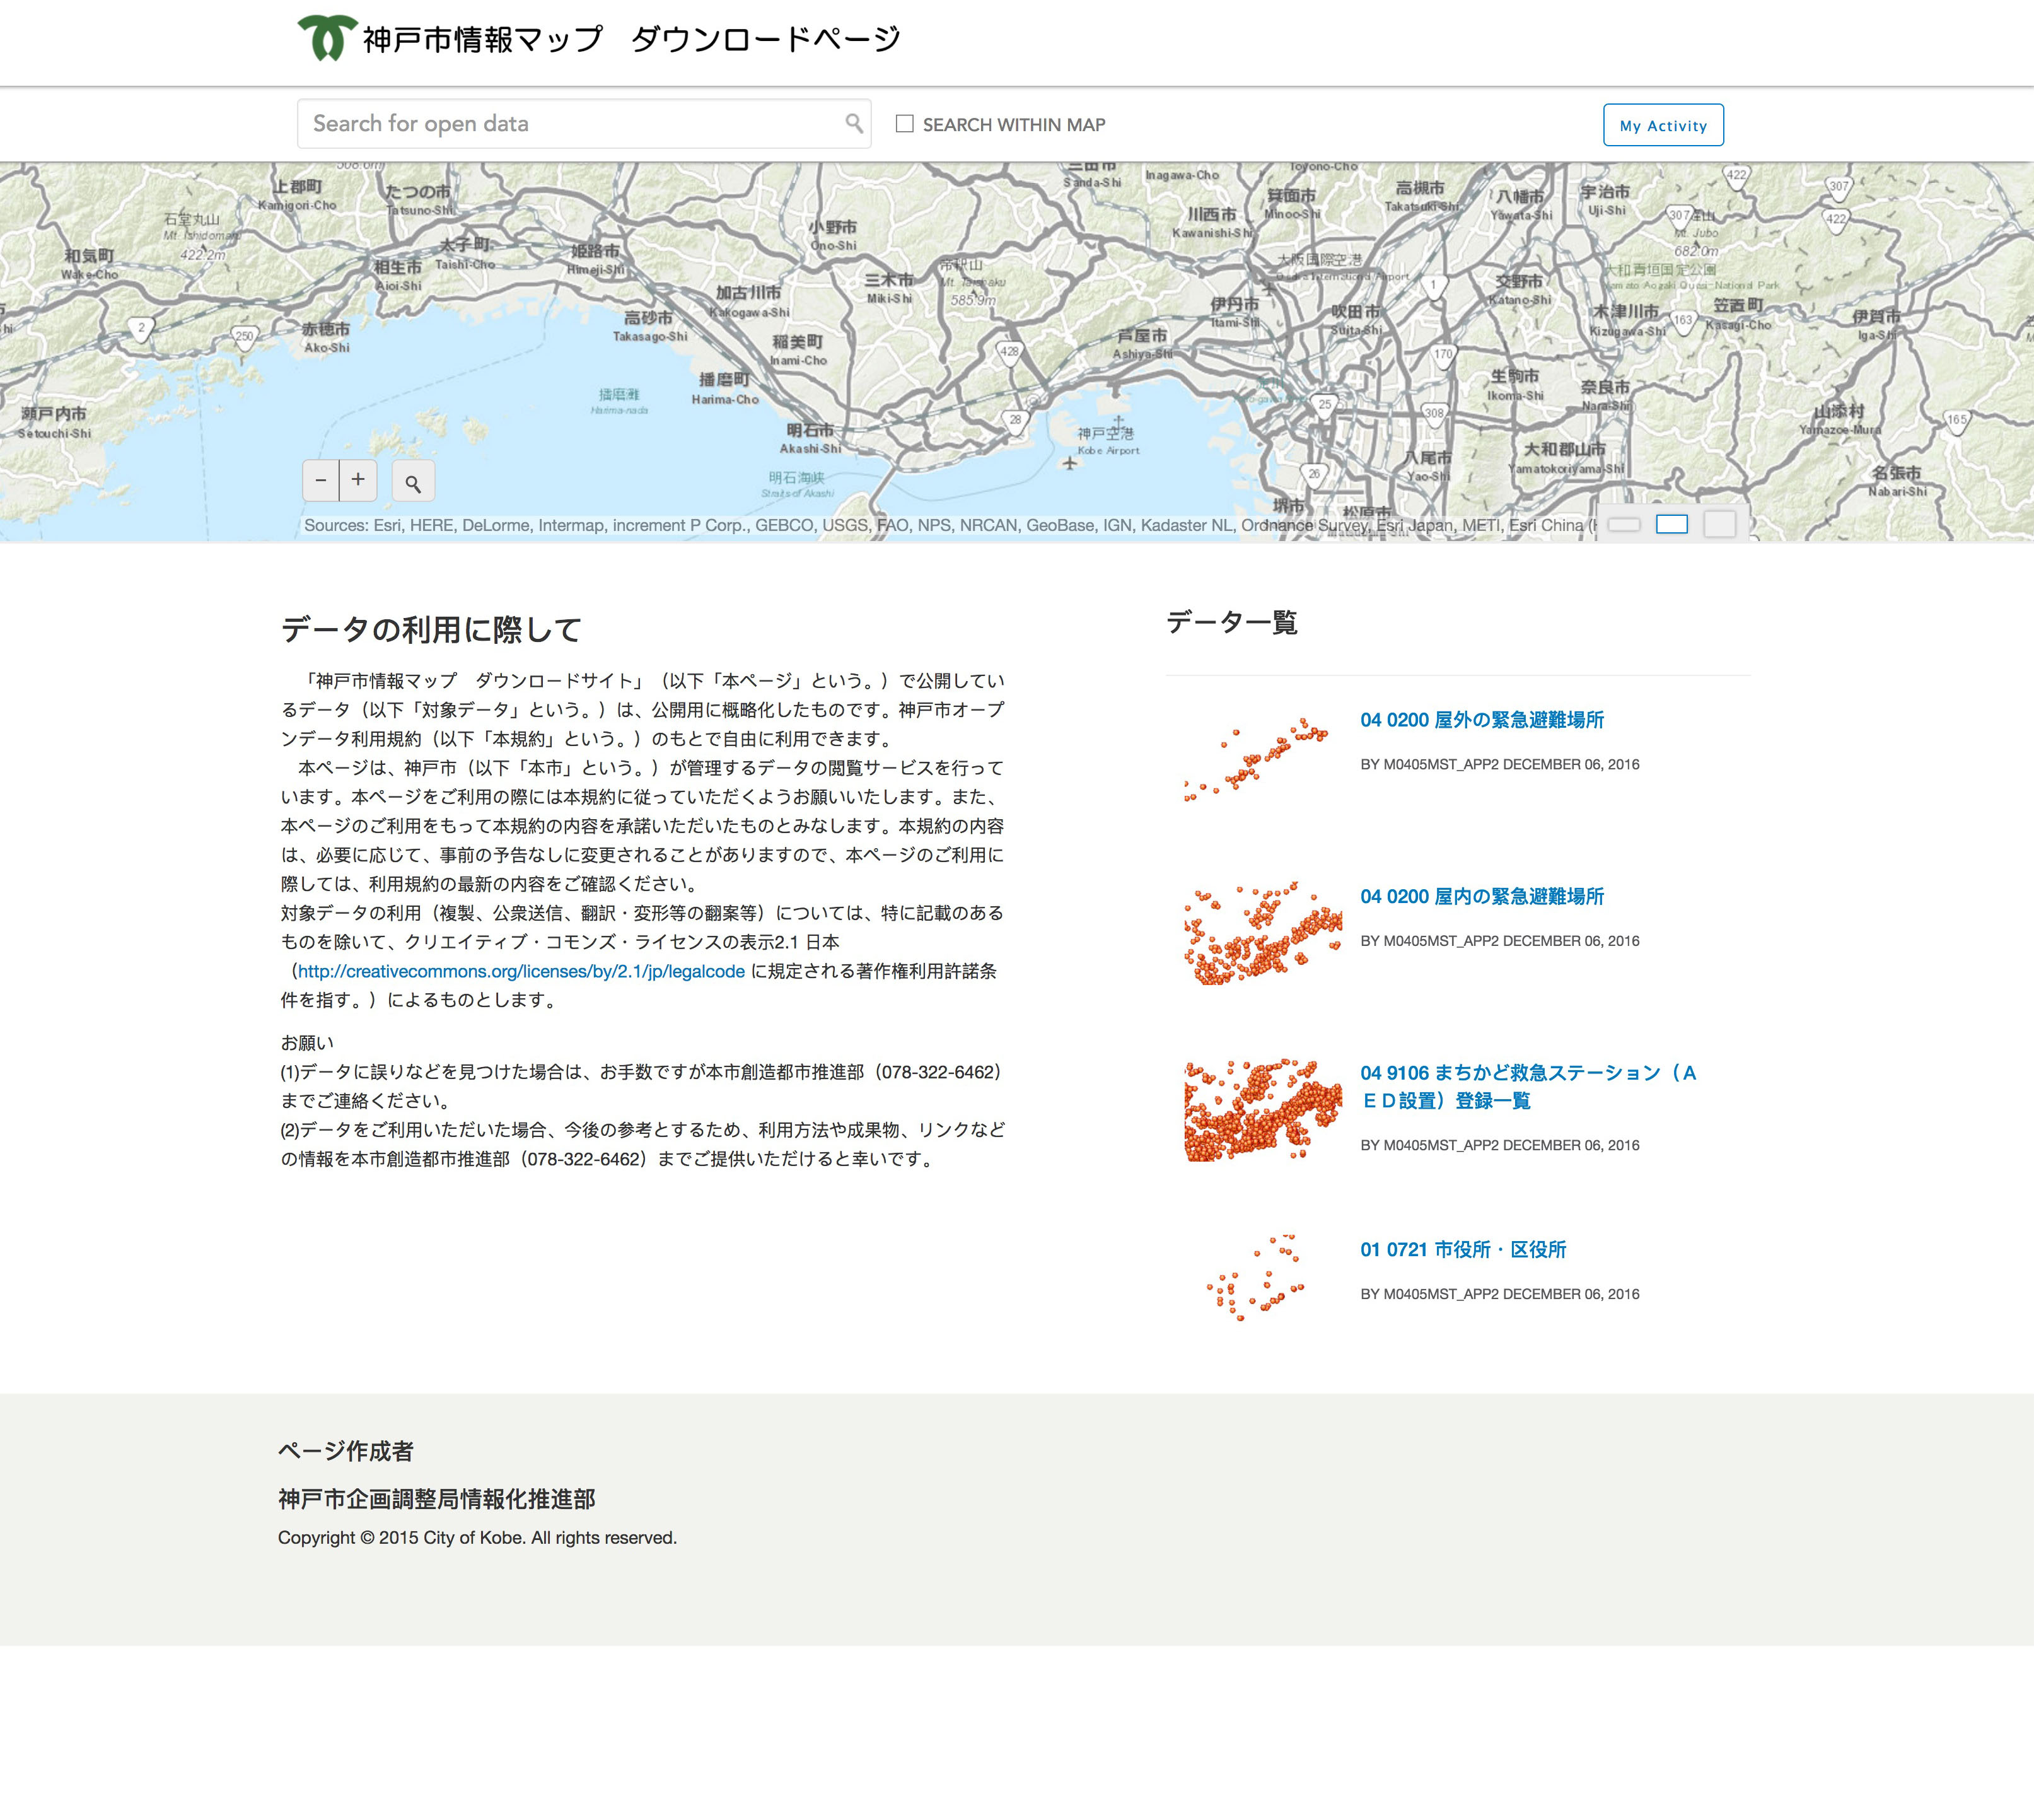 神戸市情報マップ　ダウンロードページ
Search for open data
SEARCH WITHIN MAP
My Activity
上郡町
Kamigori-Cho
たつの市
Tatsuno-Shi
三田市
Sanda-Shi
Inagawa-Cho
Toyono-Cho
箕面市
Minoo-Shi
高槻市
Takatsuki-Shi
八幡市
Yawata-Shi
宇治市
Uji-Shi
422
307
307
422
石堂丸山
Mt. Ishidomaru
422.2m
和気町
Wake-Cho
太子町
Taishi-Cho
姫路市
Himeji-Shi
小野市
Ono-Shi
川西市
Kawanishi-Shi
Mt. Jubo
682.0m
相生市
Aioi-Shi
三木市
Miki-Shi
帝釈山
585.9m
大阪国際空港
Osaka International Airport
交野市
Katano-Shi
大和青垣国定公園
Yamato Aogaki Quasi-National Park
加古川市
Kakogawa-Shi
伊丹市
Itami-Shi
1
笠置町
Kasagi-Cho
2
250
赤穂市
Ako-Shi
高砂市
Takasago-Shi
稲美町
Inami-Cho
428
芦屋市
Ashiya-Shi
吹田市
Suita-Shi
170
木津川市
Kizugawa-Shi
163
伊賀市
Iga-Shi
播磨灘
Harima-nada
播磨町
Harima-Cho
生駒市
Ikoma-Shi
奈良市
Nara-Shi
瀬戸内市
Setouchi-Shi
明石市
Akashi-Shi
28
神戸空港
Kobe Airport
25
308
山添村
Yamazoe-Mura
165
明石海峡
Straits of Akashi
26
八尾市
Yao-Shi
大和郡山市
Yamatokoriyama-Shi
名張市
Nabari-Shi
堺市
松原市
− +
Sources: Esri, HERE, DeLorme, Intermap, increment P Corp., GEBCO, USGS, FAO, NPS, NRCAN, GeoBase, IGN, Kadaster NL, Ordnance Survey, Esri Japan, METI, Esri China (
データの利用に際して
「神戸市情報マップ　ダウンロードサイト」（以下「本ページ」という。）で公開してい
るデータ（以下「対象データ」という。）は、公開用に概略化したものです。神戸市オープ
ンデータ利用規約（以下「本規約」という。）のもとで自由に利用できます。
本ページは、神戸市（以下「本市」という。）が管理するデータの閲覧サービスを行って
います。本ページをご利用の際には本規約に従っていただくようお願いいたします。また、
本ページのご利用をもって本規約の内容を承諾いただいたものとみなします。本規約の内容
は、必要に応じて、事前の予告なしに変更されることがありますので、本ページのご利用に
際しては、利用規約の最新の内容をご確認ください。
対象データの利用（複製、公衆送信、翻訳・変形等の翻案等）については、特に記載のある
ものを除いて、クリエイティブ・コモンズ・ライセンスの表示2.1 日本
（http://creativecommons.org/licenses/by/2.1/jp/legalcode に規定される著作権利用許諾条
件を指す。）によるものとします。
お願い
(1)データに誤りなどを見つけた場合は、お手数ですが本市創造都市推進部（078-322-6462）
までご連絡ください。
(2)データをご利用いただいた場合、今後の参考とするため、利用方法や成果物、リンクなど
の情報を本市創造都市推進部（078-322-6462）までご提供いただけると幸いです。
データ一覧
04 0200 屋外の緊急避難場所
BY M0405MST_APP2 DECEMBER 06, 2016
04 0200 屋内の緊急避難場所
BY M0405MST_APP2 DECEMBER 06, 2016
04 9106 まちかど救急ステーション（Ａ
ＥＤ設置）登録一覧
BY M0405MST_APP2 DECEMBER 06, 2016
01 0721 市役所・区役所
BY M0405MST_APP2 DECEMBER 06, 2016
ページ作成者
神戸市企画調整局情報化推進部
Copyright © 2015 City of Kobe. All rights reserved.